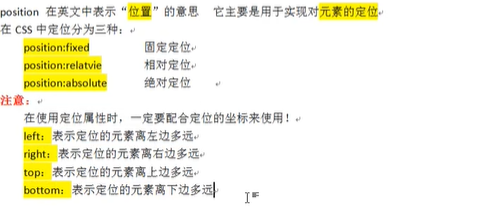 position 在英文中表示“位置”的意思 它主要是用于实现对元素的定位
在 CSS 中定位分为三种：
position:fixed 固定定位
position:relatvie 相对定位
position:absolute 绝对定位
注意：
在使用定位属性时，一定要配合定位的坐标来使用！
left：表示定位的元素离左边多远
right：表示定位的元素离右边多远
top：表示定位的元素离上边多远
bottom：表示定位的元素离下边多远